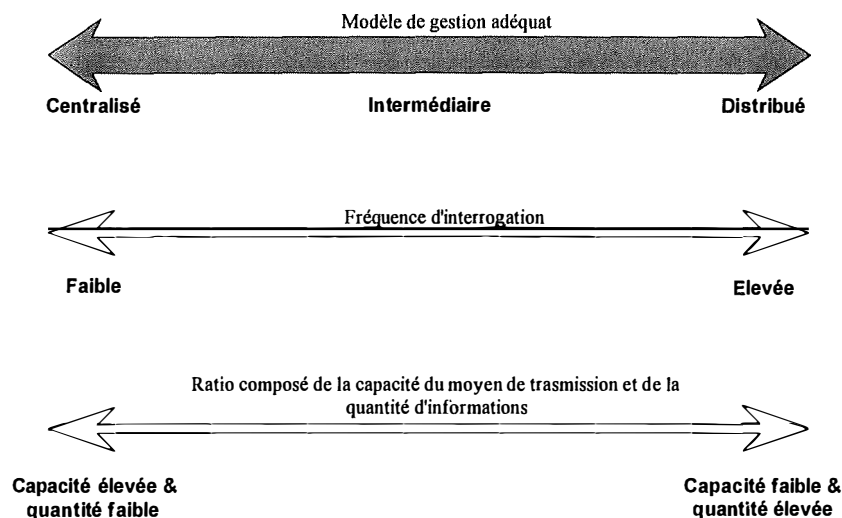 Modèle de gestion adéquat
Centralisé Intermédiaire Distribué
Fréquence d'interrogation
Faible Elevée
Ratio composé de la capacité du moyen de trasmission et de la
quantité d'informations
Capacité élevée & Capacité faible &
quantité faible quantité élevée